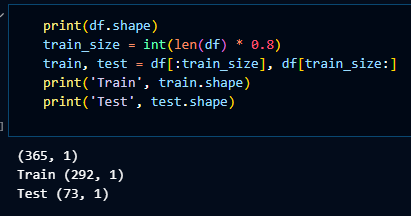 print(df.shape)
train_size = int(len(df) * 0.8)
train, test = df[:train_size], df[train_size:]
print('Train', train.shape)
print('Test', test.shape)
(365, 1)
Train (292, 1)
Test (73, 1)